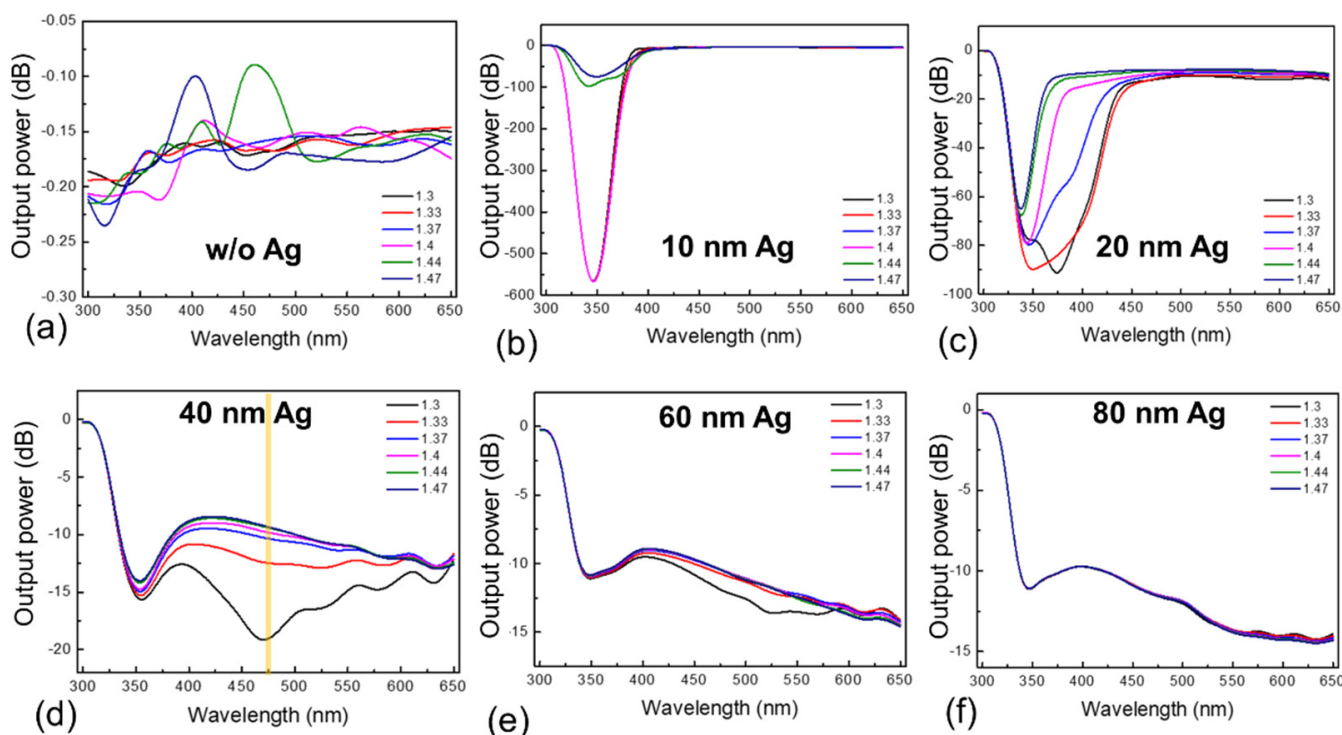 -0.05
-0.10
-0.15
-0.20
-0.25
-0.30
Output power (dB)
w/o Ag
1.3
1.33
1.37
1.4
1.44
1.47
300 350 400 450 500 550 600 650
Wavelength (nm)
(a)
0
-100
-200
-300
-400
-500
-600
Output power (dB)
10 nm Ag
1.3
1.33
1.37
1.4
1.44
1.47
300 350 400 450 500 550 600 650
Wavelength (nm)
(b)
0
-20
-40
-60
-80
-100
Output power (dB)
20 nm Ag
1.3
1.33
1.37
1.4
1.44
1.47
300 350 400 450 500 550 600 650
Wavelength (nm)
(c)
40 nm Ag
0
-5
-10
-15
-20
Output power (dB)
1.3
1.33
1.37
1.4
1.44
1.47
300 350 400 450 500 550 600 650
Wavelength (nm)
(d)
60 nm Ag
0
-5
-10
-15
Output power (dB)
1.3
1.33
1.37
1.4
1.44
1.47
300 350 400 450 500 550 600 650
Wavelength (nm)
(e)
80 nm Ag
0
-5
-10
-15
Output power (dB)
1.3
1.33
1.37
1.4
1.44
1.47
300 350 400 450 500 550 600 650
Wavelength (nm)
(f)